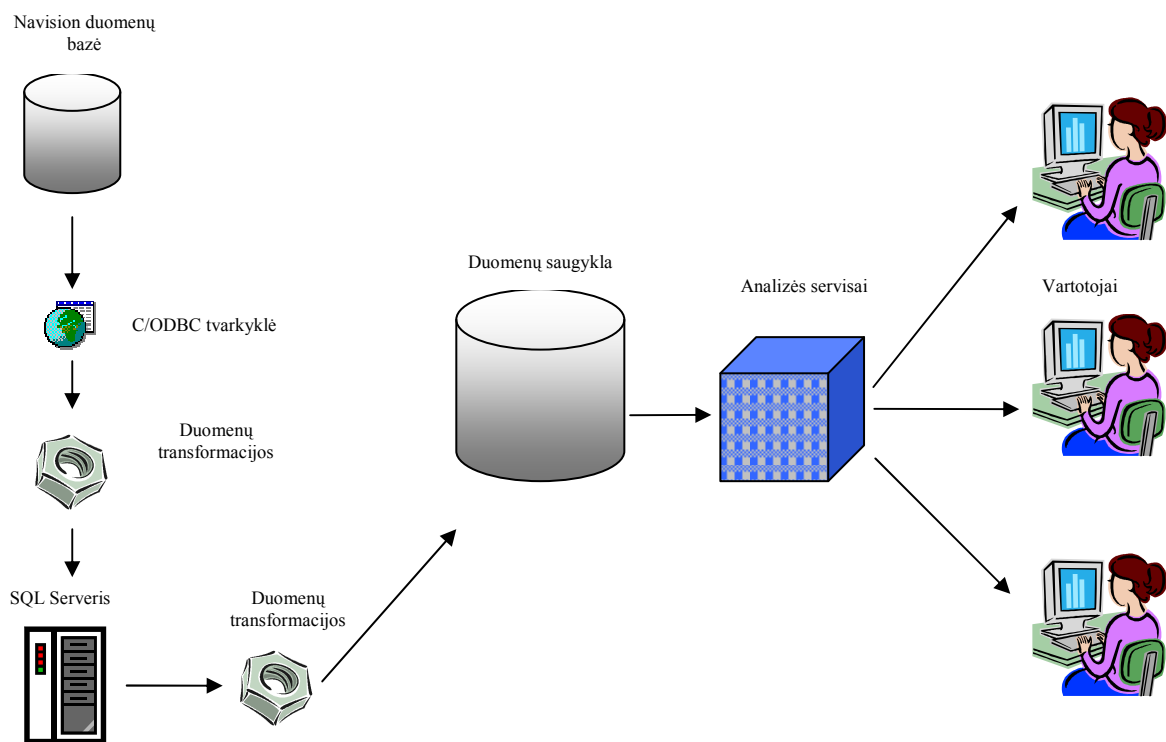 Navision duomenų
bazė
C/ODBC tvarkyklė
Duomenų
transformacijos
SQL Serveris
Duomenų
transformacijos
Duomenų saugykla
Analizės servisai
Vartotojai